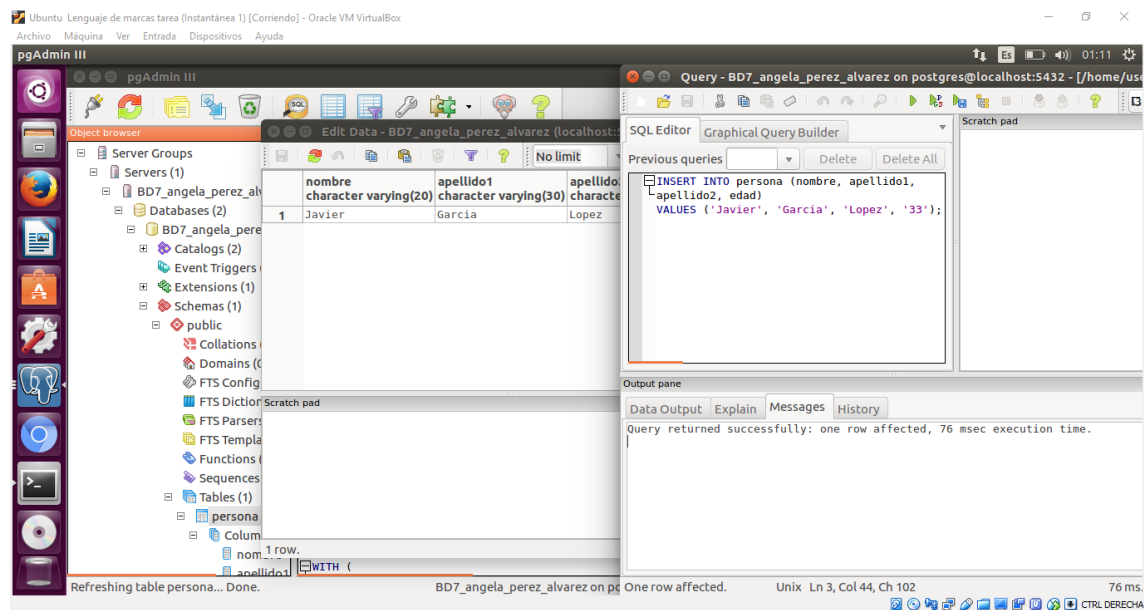 Ubuntu Lenguaje de marcas tarea (Instantánea 1) [Corriendo] - Oracle VM VirtualBox
Archivo Máquina Ver Entrada Dispositivos Ayuda
pgAdmin III
Es
01:11
pgAdmin III
SQL
Object browser
Server Groups
Servers (1)
BD7_angela_perez_al
Databases (2)
BD7_angela_pere
Catalogs (2)
Event Triggers
Extensions (1)
Schemas (1)
public
Collations
Domains (0
FTS Config
FTS Diction
FTS Parsers
FTS Templa
Functions
Sequences
Tables (1)
persona
Colum
nom
apellido1
Refreshing table persona... Done.
Edit Data - BD7_angela_perez_alvarez (localhost:5
No limit
nombre
character varying(20)
apellido1
character varying(30)
apellido
characte
1 Javier Garcia Lopez
Scratch pad
1 row.
WITH (
BD7_angela_perez_alvarez on po
Query - BD7_angela_perez_alvarez on postgres@localhost:5432 - [/home/use
SQL Editor
Graphical Query Builder
Previous queries
Delete
Delete All
INSERT INTO persona (nombre, apellido1,
apellido2, edad)
VALUES ('Javier', 'Garcia', 'Lopez', '33');
Scratch pad
Output pane
Data Output
Explain
Messages
History
Query returned successfully: one row affected, 76 msec execution time.
One row affected.
Unix
Ln 3, Col 44, Ch 102
76 ms.
CTRL DERECHA